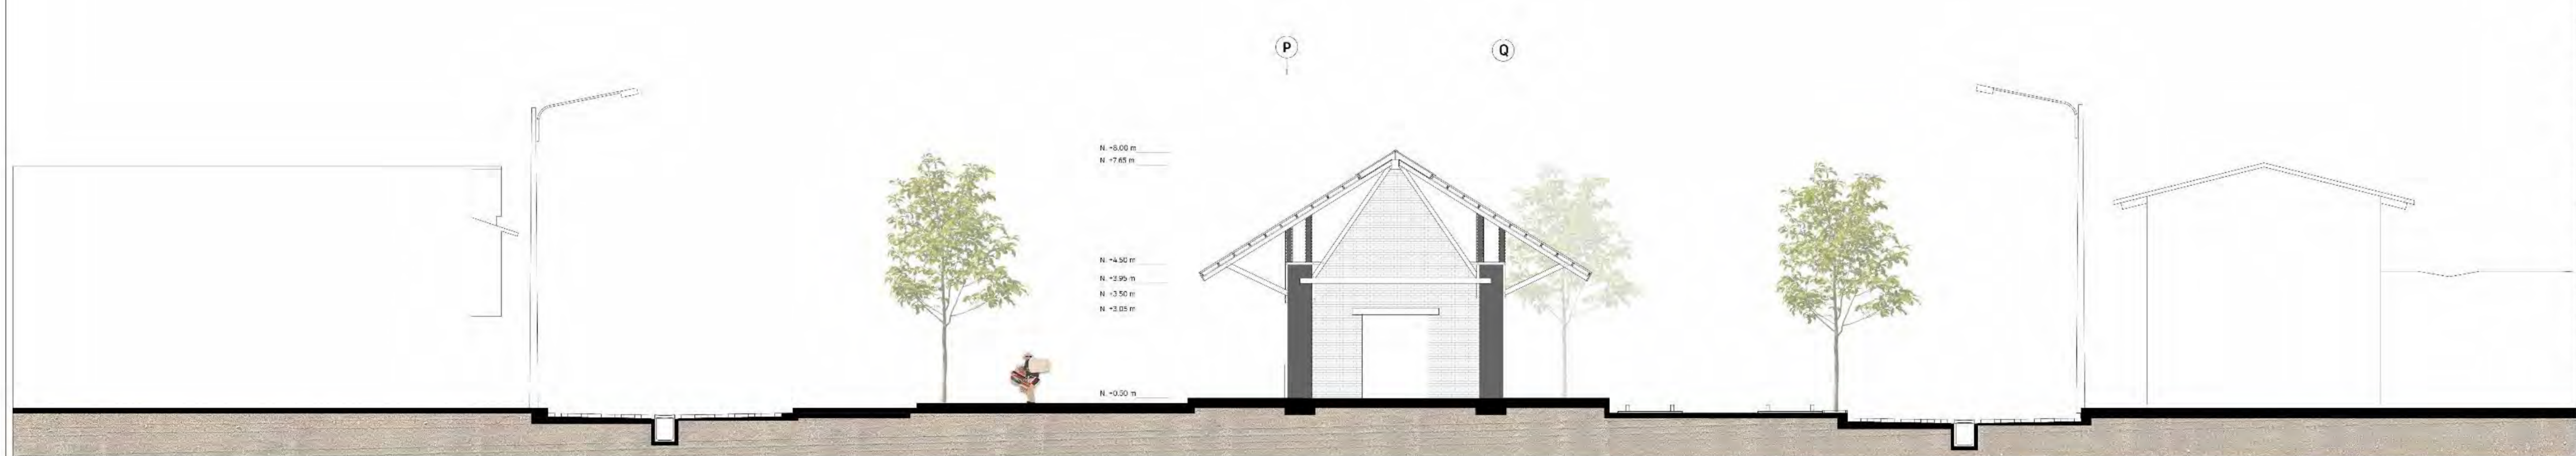 P
Q
N. +8.00 m
N. +7.65 m
N. +4.50 m
N. +3.95 m
N. +3.50 m
N. +3.05 m
N. +0.30 m